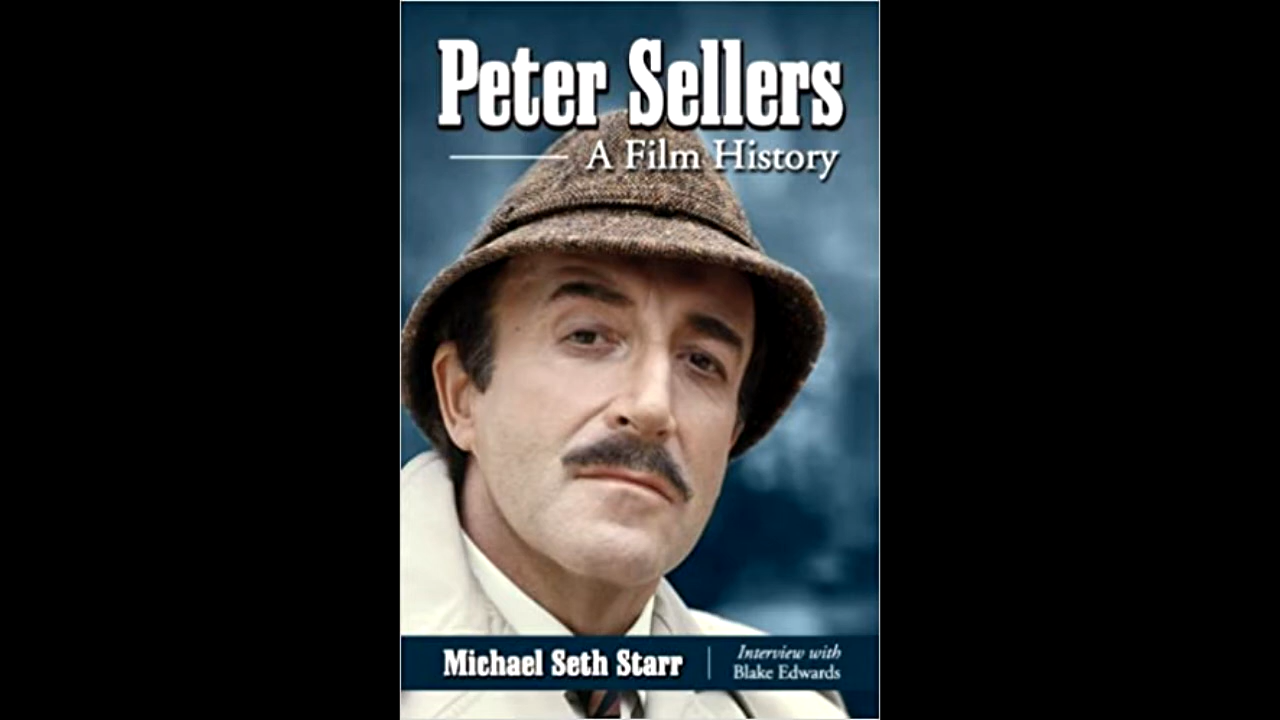 Peter Sellers
A Film History
Michael Seth Starr
Interview with
Blake Edwards